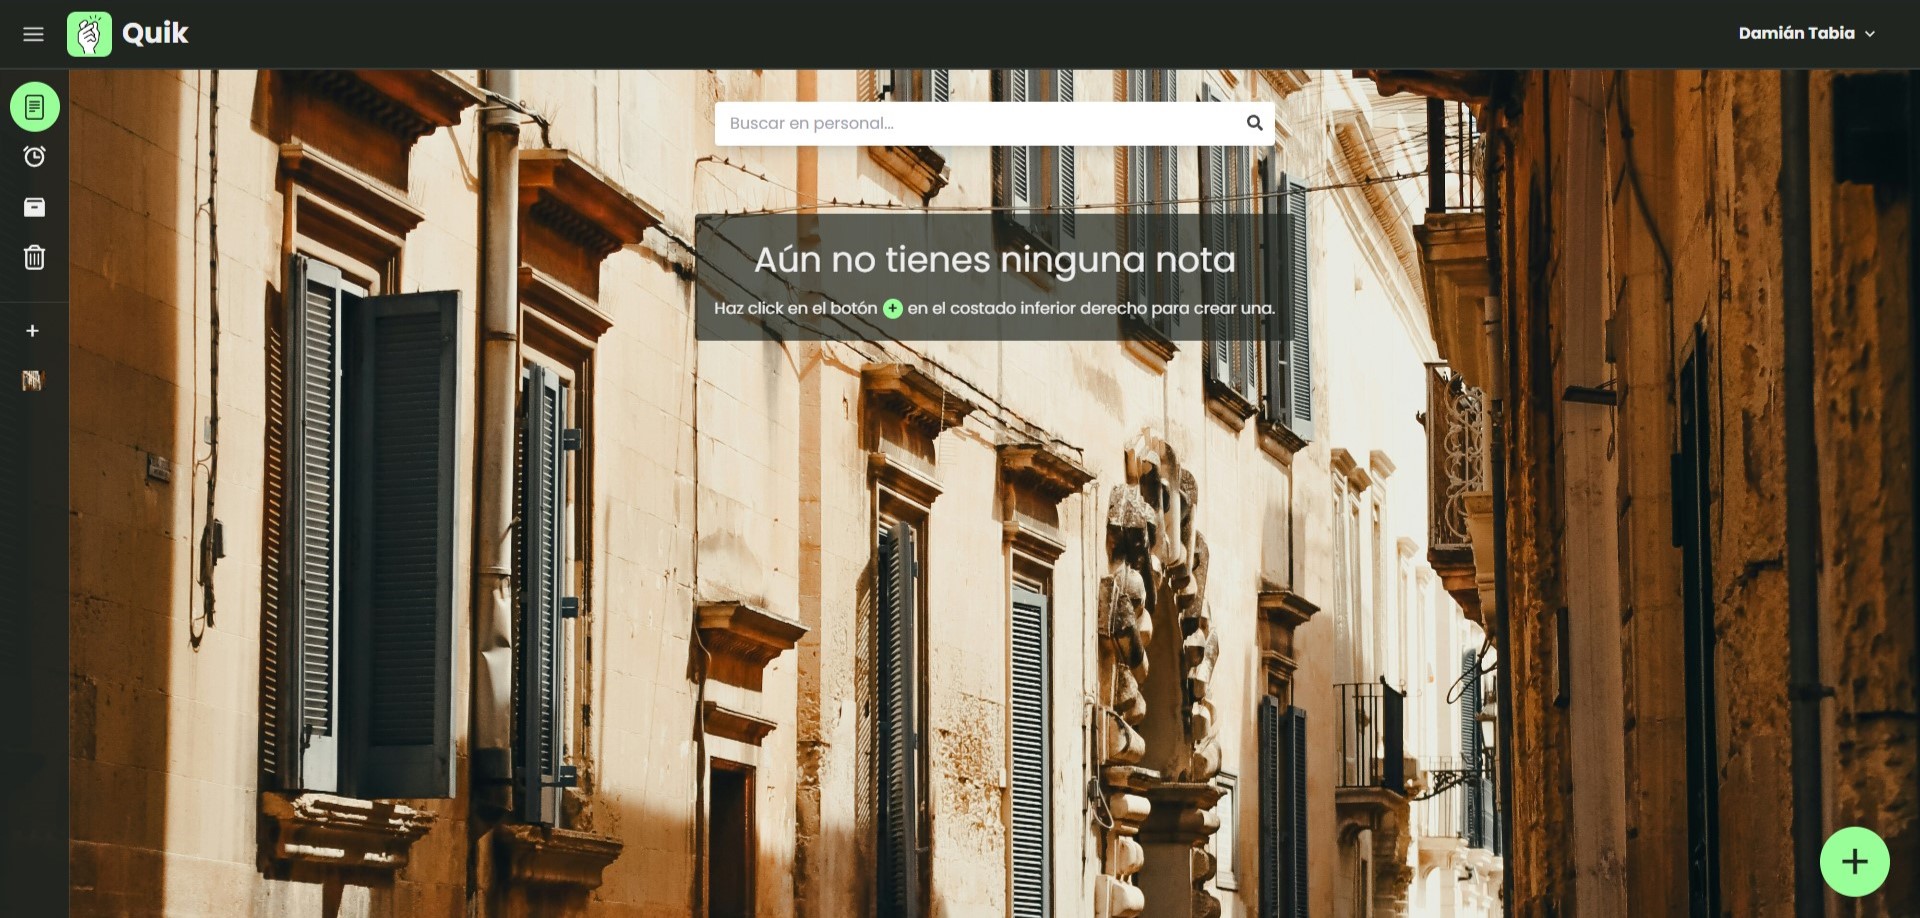 Quik
Damián Tabia
Buscar en personal...
Aún no tienes ninguna nota
Haz click en el botón + en el costado inferior derecho para crear una.